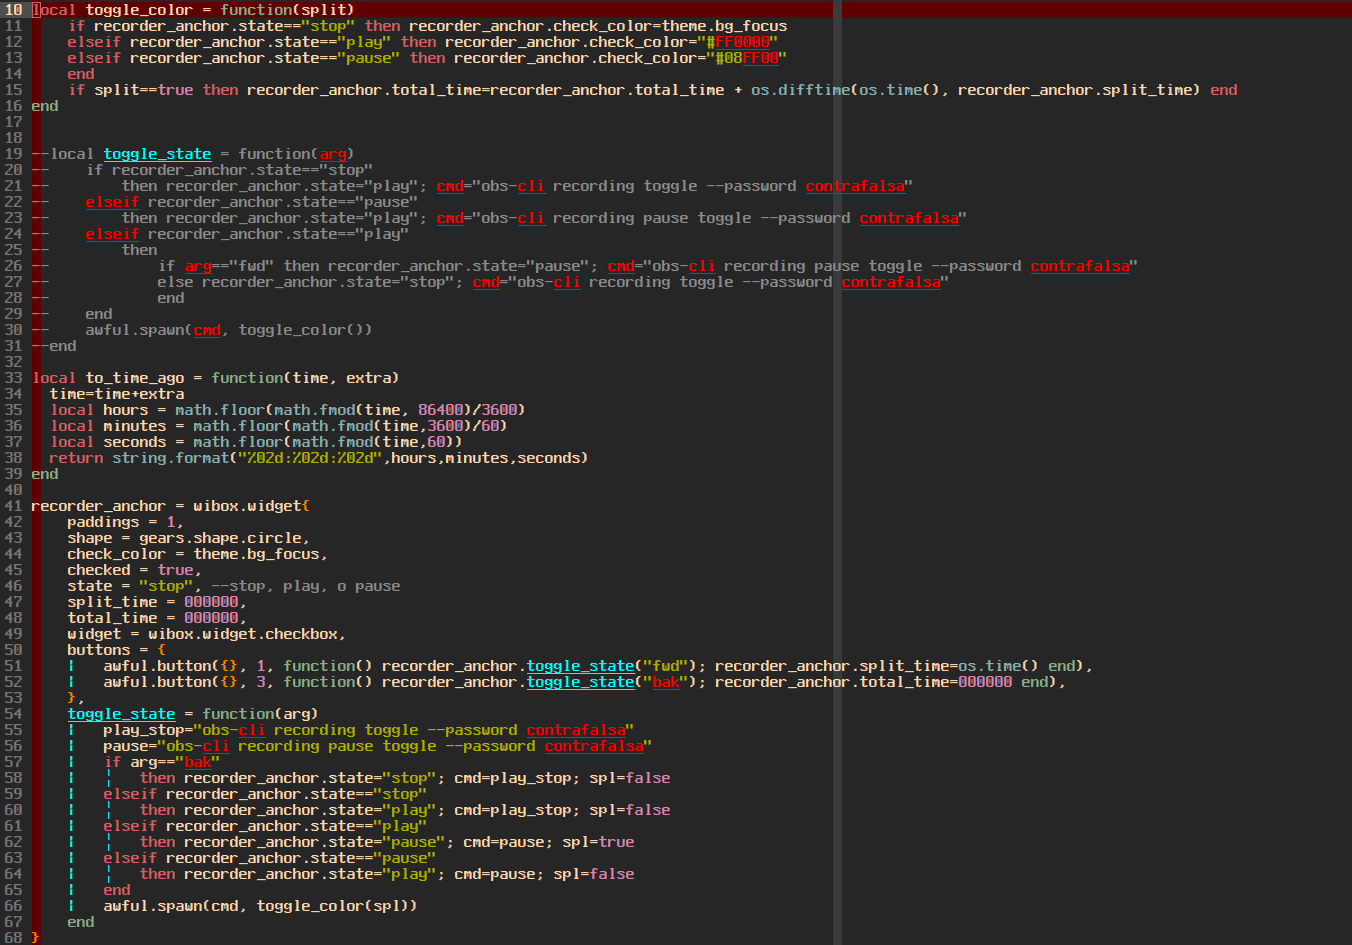 10 local toggle_color = function(split)
11     if recorder_anchor.state=="stop" then recorder_anchor.check_color=theme.bg_focus
12     elseif recorder_anchor.state=="play" then recorder_anchor.check_color="#FF0000"
13     elseif recorder_anchor.state=="pause" then recorder_anchor.check_color="#08FF00"
14     end
15     if split==true then recorder_anchor.total_time=recorder_anchor.total_time + os.difftime(os.time(), recorder_anchor.split_time) end
16 end
17
18
19 --local toggle_state = function(arg)
20 --    if recorder_anchor.state=="stop"
21 --        then recorder_anchor.state="play"; cmd="obs-cli recording toggle --password contrafalsa"
22 --    elseif recorder_anchor.state=="pause"
23 --        then recorder_anchor.state="play"; cmd="obs-cli recording pause toggle --password contrafalsa"
24 --    elseif recorder_anchor.state=="play"
25 --        then
26 --            if arg=="fwd" then recorder_anchor.state="pause"; cmd="obs-cli recording pause toggle --password contrafalsa"
27 --            else recorder_anchor.state="stop"; cmd="obs-cli recording toggle --password contrafalsa"
28 --            end
29 --    end
30 --    awful.spawn(cmd, toggle_color())
31 --end
32
33 local to_time_ago = function(time, extra)
34   time=time+extra
35   local hours = math.floor(math.fmod(time, 86400)/3600)
36   local minutes = math.floor(math.fmod(time,3600)/60)
37   local seconds = math.floor(math.fmod(time,60))
38   return string.format("%02d:%02d:%02d",hours,minutes,seconds)
39 end
40
41 recorder_anchor = wibox.widget{
42     paddings = 1,
43     shape = gears.shape.circle,
44     check_color = theme.bg_focus,
45     checked = true,
46     state = "stop", --stop, play, o pause
47     split_time = 000000,
48     total_time = 000000,
49     widget = wibox.widget.checkbox,
50     buttons = {
51     ¦   awful.button({}, 1, function() recorder_anchor.toggle_state("fwd"); recorder_anchor.split_time=os.time() end),
52     ¦   awful.button({}, 3, function() recorder_anchor.toggle_state("bak"); recorder_anchor.total_time=000000 end),
53     },
54     toggle_state = function(arg)
55     ¦   play_stop="obs-cli recording toggle --password contrafalsa"
56     ¦   pause="obs-cli recording pause toggle --password contrafalsa"
57     ¦   if arg=="bak"
58     ¦   ¦   then recorder_anchor.state="stop"; cmd=play_stop; spl=false
59     ¦   elseif recorder_anchor.state=="stop"
60     ¦   ¦   then recorder_anchor.state="play"; cmd=play_stop; spl=false
61     ¦   elseif recorder_anchor.state=="play"
62     ¦   ¦   then recorder_anchor.state="pause"; cmd=pause; spl=true
63     ¦   elseif recorder_anchor.state=="pause"
64     ¦   ¦   then recorder_anchor.state="play"; cmd=pause; spl=false
65     ¦   end
66     ¦   awful.spawn(cmd, toggle_color(spl))
67     end
68 }